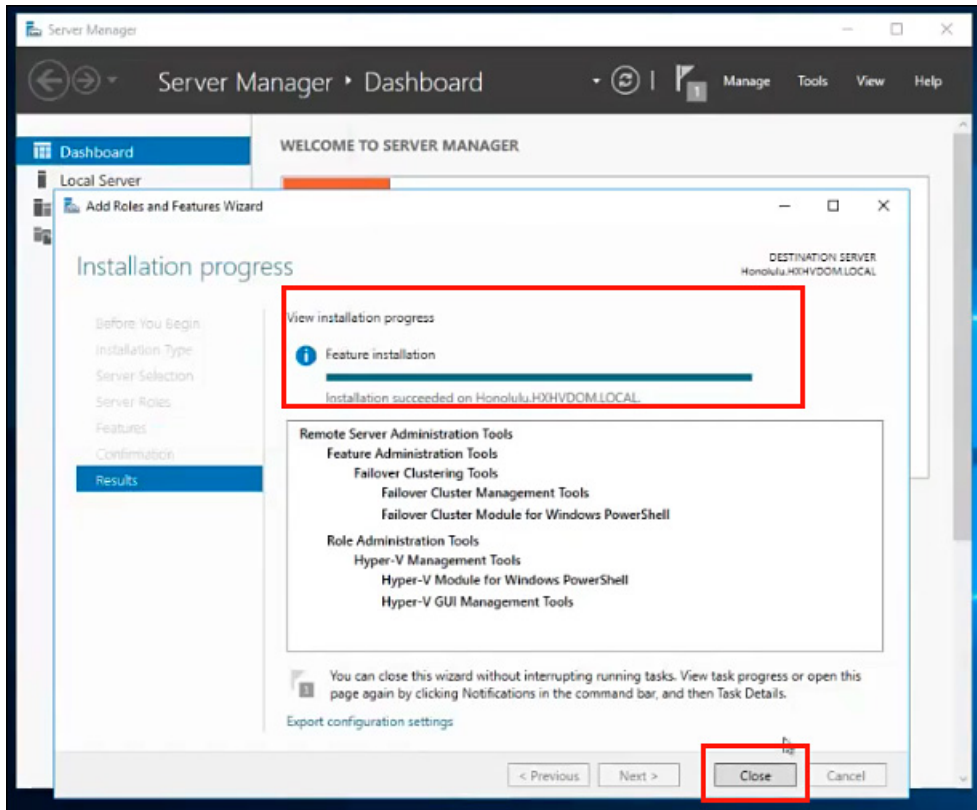 Server Manager
Server Manager ‣ Dashboard
1
Manage
Tools
View
Help
Dashboard
Local Server
WELCOME TO SERVER MANAGER
Add Roles and Features Wizard
Installation progress
DESTINATION SERVER
Honolulu.HXHVDOM.LOCAL
Before You Begin
Installation Type
Server Selection
Server Roles
Features
Confirmation
Results
View installation progress
Feature installation
Installation succeeded on Honolulu.HXHVDOM.LOCAL.
Remote Server Administration Tools
Feature Administration Tools
Failover Clustering Tools
Failover Cluster Management Tools
Failover Cluster Module for Windows PowerShell
Role Administration Tools
Hyper-V Management Tools
Hyper-V Module for Windows PowerShell
Hyper-V GUI Management Tools
1
You can close this wizard without interrupting running tasks. View task progress or open this
page again by clicking Notifications in the command bar, and then Task Details.
Export configuration settings
< Previous
Next >
Close
Cancel